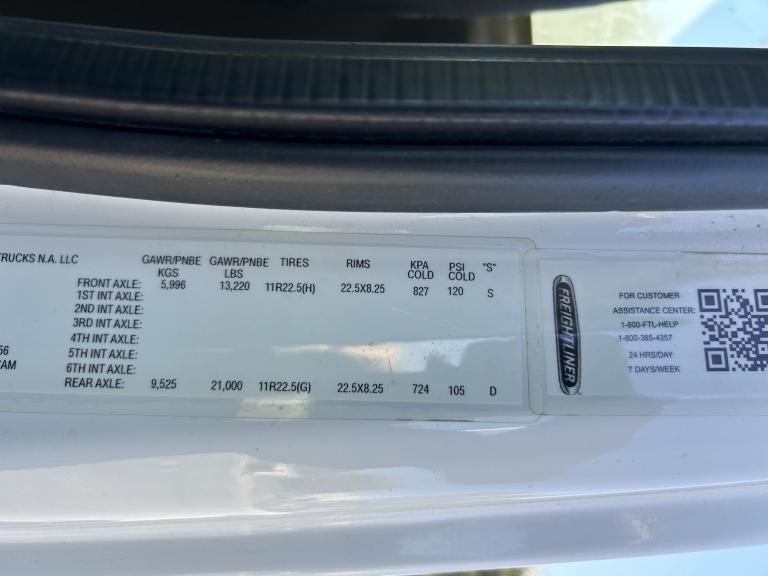 TRUCKS N.A. LLC GAWR/PNBE GAWR/PNBE TIRES RIMS KPA PSI "S"
KGS LBS COLD COLD
FRONT AXLE: 5,996 13,220 11R22.5(H) 22.5X8.25 827 120 S
1ST INT AXLE:
2ND INT AXLE:
3RD INT AXLE:
4TH INT AXLE:
56 5TH INT AXLE:
CAM 6TH INT AXLE:
REAR AXLE: 9,525 21,000 11R22.5(G) 22.5X8.25 724 105 D
FREIGHTLINER
FOR CUSTOMER
ASSISTANCE CENTER:
1-800-FTL-HELP
1-800-385-4357
24 HRS/DAY
7 DAYS/WEEK